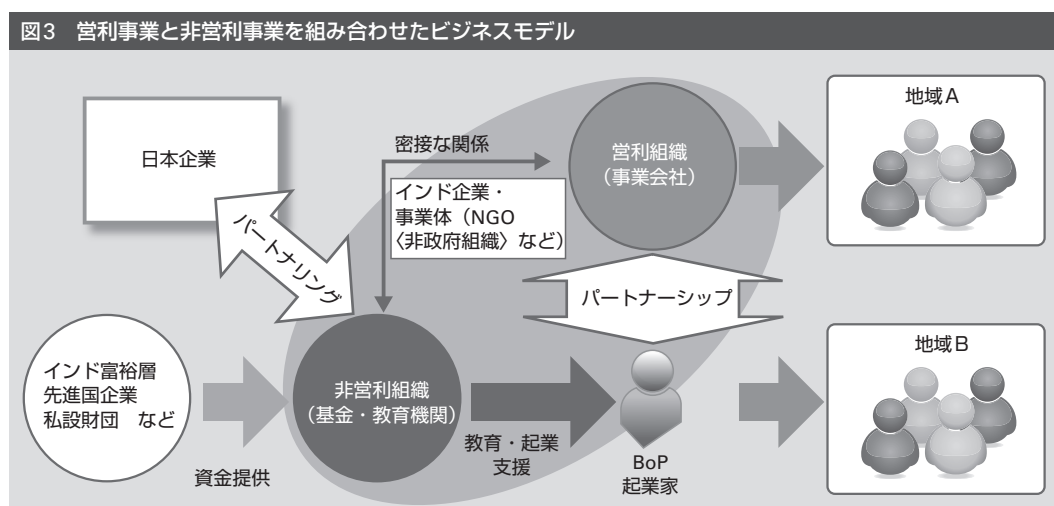 図3　営利事業と非営利事業を組み合わせたビジネスモデル
日本企業
パートナリング
密接な関係
インド企業・
事業体（NGO
〈非政府組織〉など）
営利組織
（事業会社）
地域A
パートナーシップ
インド富裕層
先進国企業
私設財団　など
資金提供
非営利組織
（基金・教育機関）
教育・起業
支援
BoP
起業家
地域B